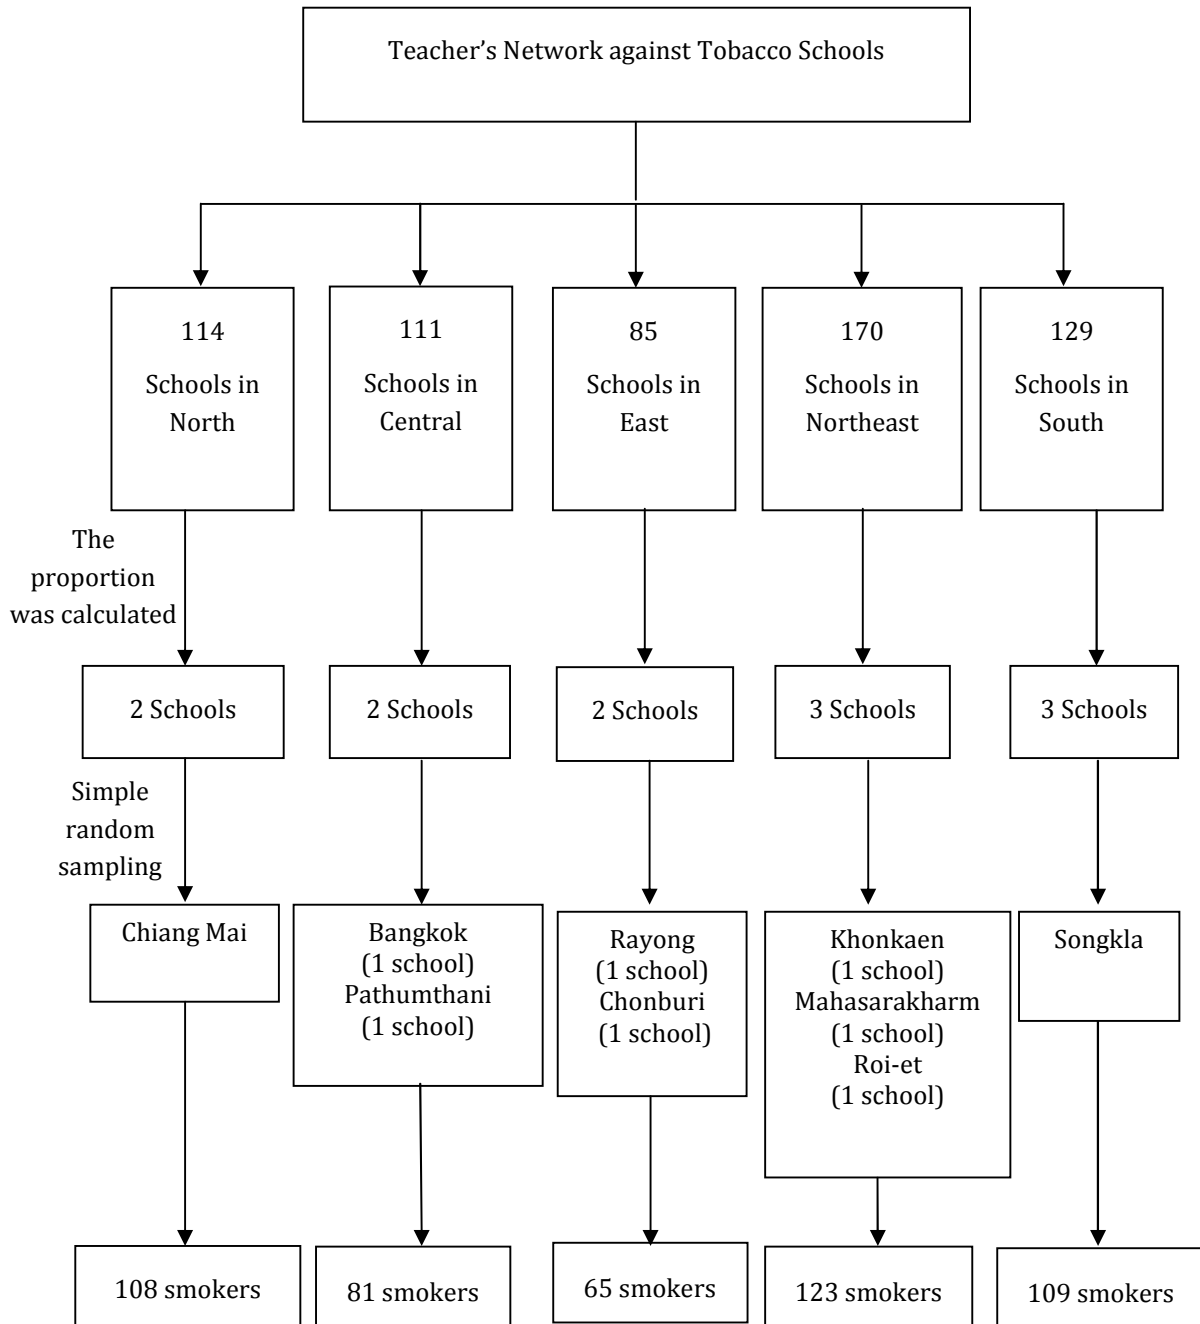 Teacher’s Network against Tobacco Schools
114
Schools in
North
111
Schools in
Central
85
Schools in
East
170
Schools in
Northeast
129
Schools in
South
The
proportion
was calculated
2 Schools
2 Schools
2 Schools
3 Schools
3 Schools
Simple
random
sampling
Chiang Mai
Bangkok
(1 school)
Pathumthani
(1 school)
Rayong
(1 school)
Chonburi
(1 school)
Khonkaen
(1 school)
Mahasarakharm
(1 school)
Roi-et
(1 school)
Songkla
108 smokers
81 smokers
65 smokers
123 smokers
109 smokers